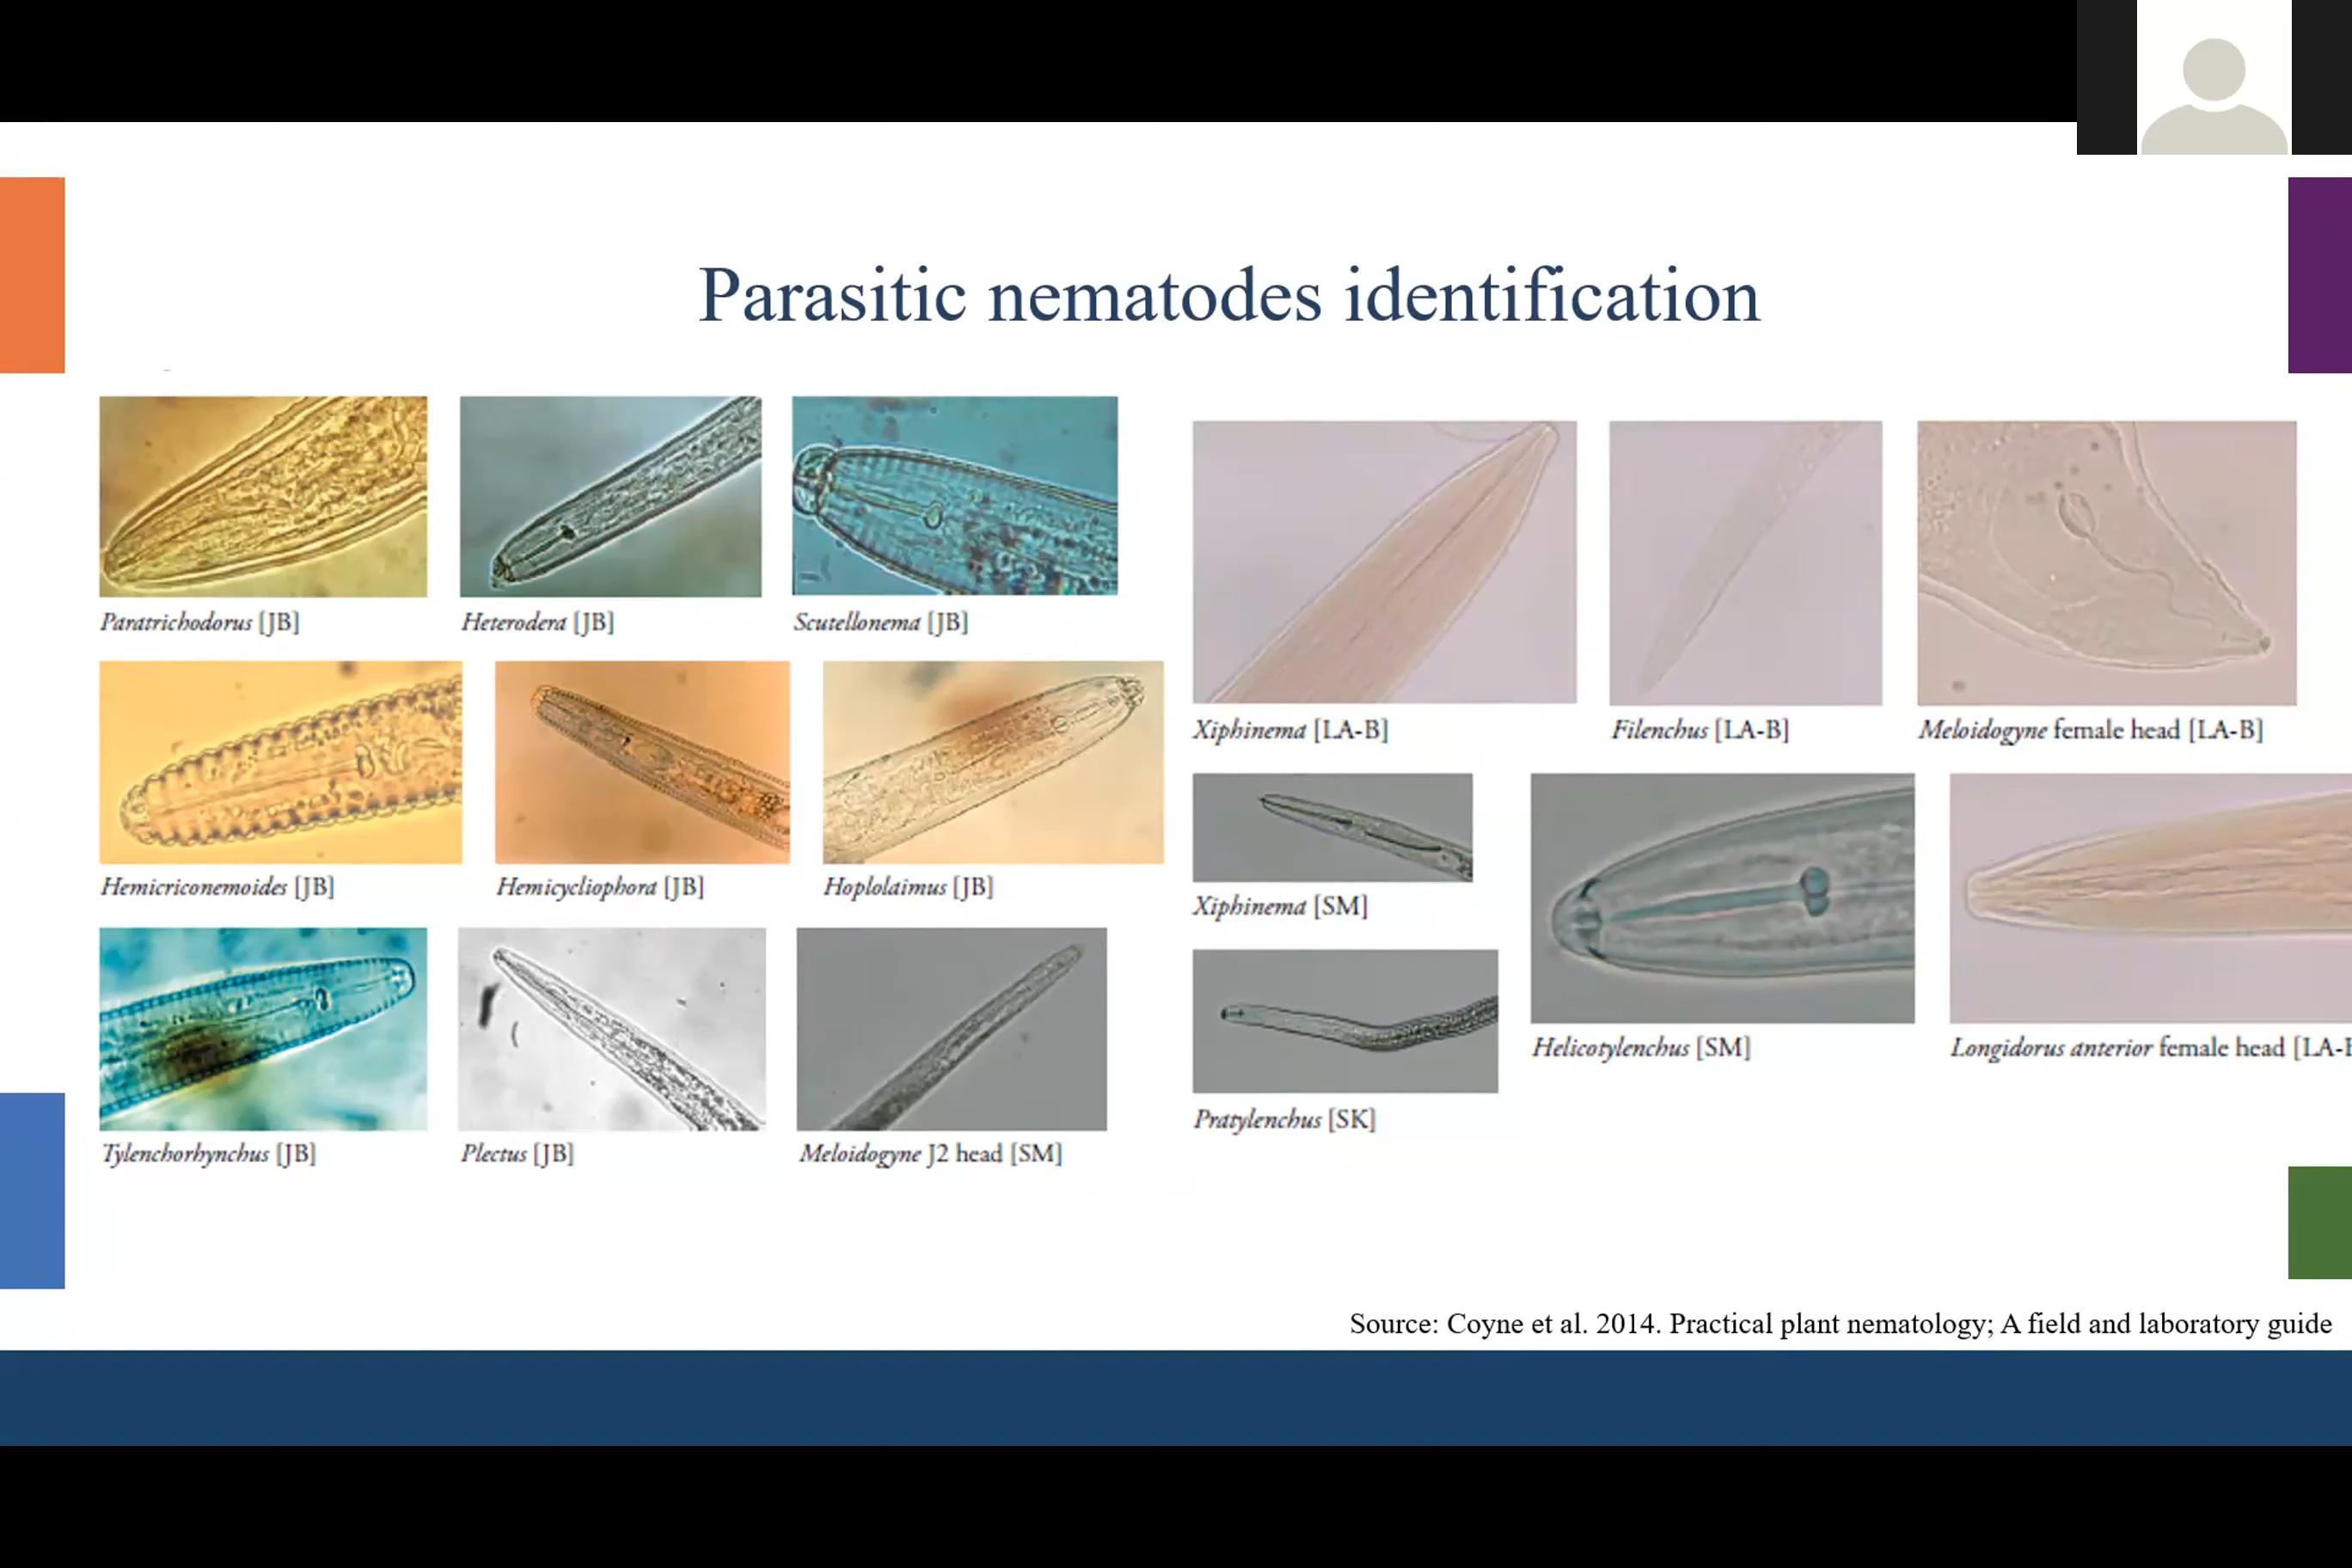 Parasitic nematodes identification
Paratrichodorus [JB]
Heterodera [JB]
Scutellonema [JB]
Hemicriconemoides [JB]
Hemicycliophora [JB]
Hoplolaimus [JB]
Tylenchorhynchus [JB]
Plectus [JB]
Meloidogyne J2 head [SM]
Xiphinema [LA-B]
Filenchus [LA-B]
Meloidogyne female head [LA-B]
Xiphinema [SM]
Pratylenchus [SK]
Helicotylenchus [SM]
Longidorus anterior female head [LA-
Source: Coyne et al. 2014. Practical plant nematology; A field and laboratory guide